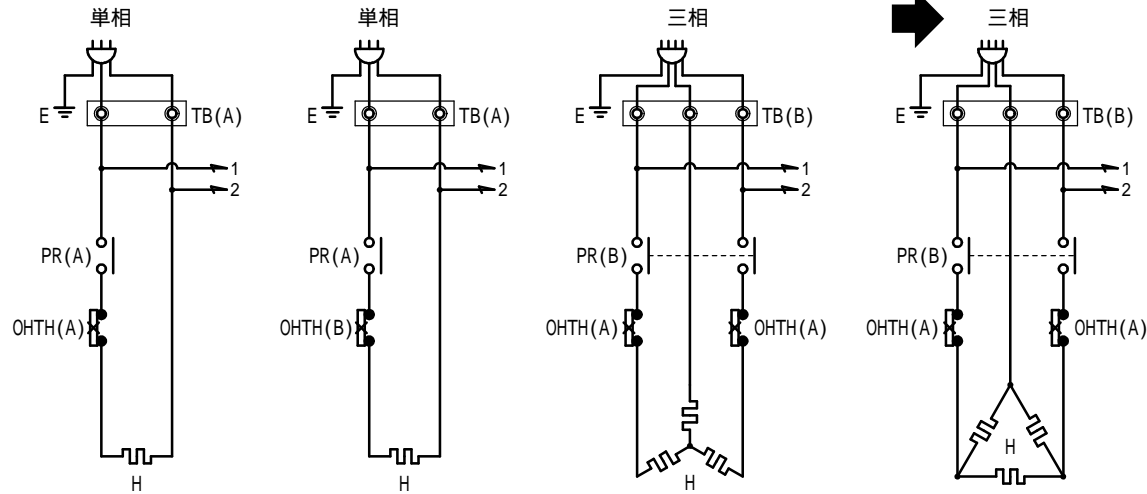 単相 単相 三相 三相
E TB(A) E TB(A) E TB(B) E TB(B)
1 1 1 1
2 2 2 2
PR(A) PR(A) PR(B) PR(B)
OHTH(A) OHTH(B) OHTH(A) OHTH(A) OHTH(A) OHTH(A)
H
H H H H